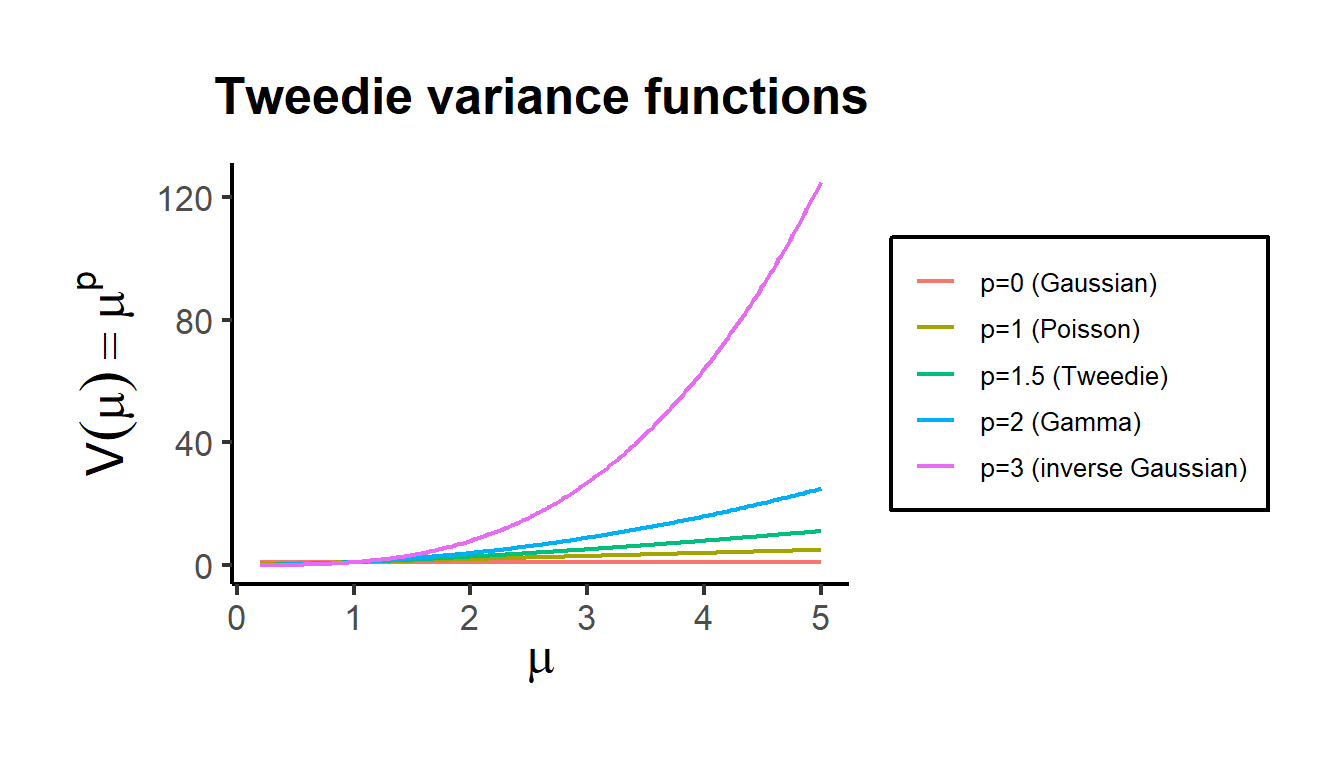 Tweedie variance functions
V(μ) = μᵖ
120
80
40
0
0 1 2 3 4 5
μ
p=0 (Gaussian)
p=1 (Poisson)
p=1.5 (Tweedie)
p=2 (Gamma)
p=3 (inverse Gaussian)